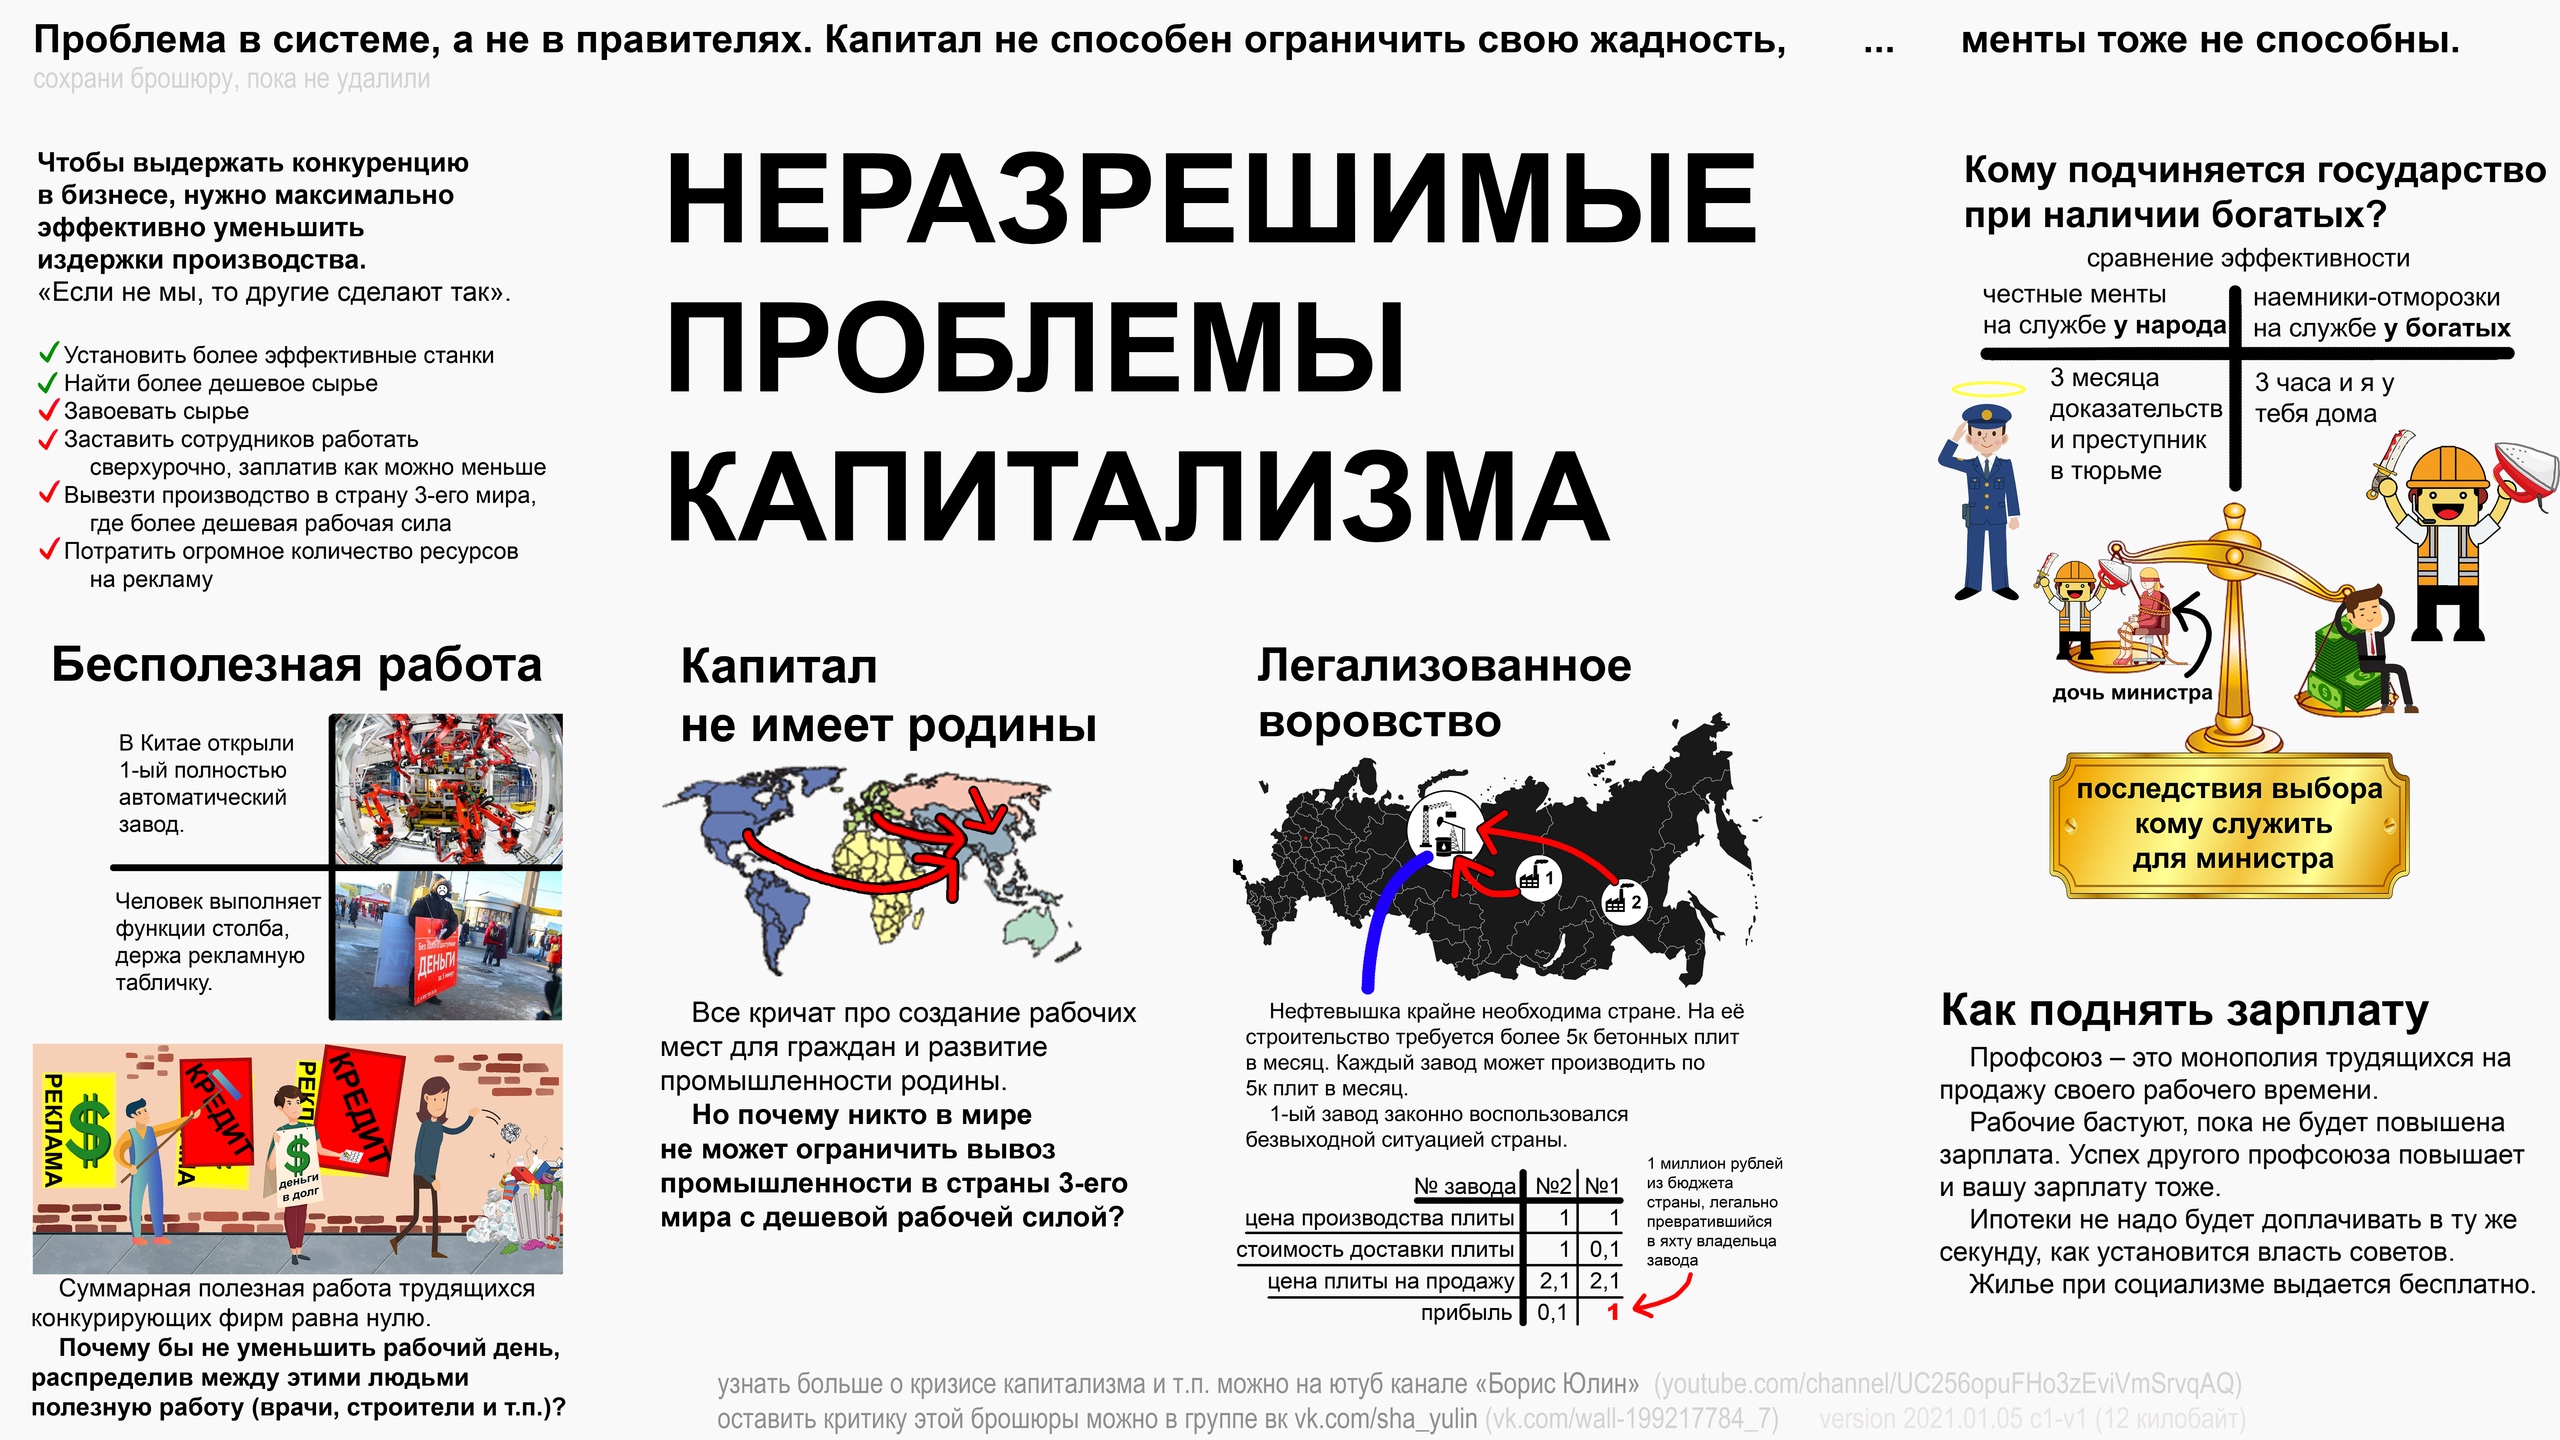 Проблема в системе, а не в правителях. Капитал не способен ограничить свою жадность, ... менты тоже не способны.
сохрани брошюру, пока не удалили
Чтобы выдержать конкуренцию
в бизнесе, нужно максимально
эффективно уменьшить
издержки производства.
«Если не мы, то другие сделают так».
Установить более эффективные станки
Найти более дешевое сырье
Завоевать сырье
Заставить сотрудников работать
сверхурочно, заплатив как можно меньше
Вывезти производство в страну 3-его мира,
где более дешевая рабочая сила
Потратить огромное количество ресурсов
на рекламу
НЕРАЗРЕШИМЫЕ
ПРОБЛЕМЫ
КАПИТАЛИЗМА
Кому подчиняется государство
при наличии богатых?
сравнение эффективности
честные менты
на службе у народа
наемники-отморозки
на службе у богатых
3 месяца
доказательств
и преступник
в тюрьме
3 часа и я у
тебя дома
дочь министра
последствия выбора
кому служить
для министра
Бесполезная работа
В Китае открыли
1-ый полностью
автоматический
завод.
Человек выполняет
функции столба,
держа рекламную
табличку.
ДЕНЬГИ
РЕКЛАМА
$
КРЕДИТ
МА
$
деньги
в долг
РЕКЛ
КРЕДИТ
Суммарная полезная работа трудящихся
конкурирующих фирм равна нулю.
Почему бы не уменьшить рабочий день,
распределив между этими людьми
полезную работу (врачи, строители и т.п.)?
Капитал
не имеет родины
Все кричат про создание рабочих
мест для граждан и развитие
промышленности родины.
Но почему никто в мире
не может ограничить вывоз
промышленности в страны 3-его
мира с дешевой рабочей силой?
Легализованное
воровство
1
2
Нефтевышка крайне необходима стране. На её
строительство требуется более 5к бетонных плит
в месяц. Каждый завод может производить по
5к плит в месяц.
1-ый завод законно воспользовался
безвыходной ситуацией страны.
№ завода №2 №1
цена производства плиты 1 1
стоимость доставки плиты 1 0,1
цена плиты на продажу 2,1 2,1
прибыль 0,1 1
1 миллион рублей
из бюджета
страны, легально
превратившийся
в яхту владельца
завода
Как поднять зарплату
Профсоюз – это монополия трудящихся на
продажу своего рабочего времени.
Рабочие бастуют, пока не будет повышена
зарплата. Успех другого профсоюза повышает
и вашу зарплату тоже.
Ипотеки не надо будет доплачивать в ту же
секунду, как установится власть советов.
Жилье при социализме выдается бесплатно.
узнать больше о кризисе капитализма и т.п. можно на ютуб канале «Борис Юлин» (youtube.com/channel/UC256opuFHo3zEviVmSrvqAQ)
оставить критику этой брошюры можно в группе вк vk.com/sha_yulin (vk.com/wall-199217784_7) version 2021.01.05 c1-v1 (12 килобайт)